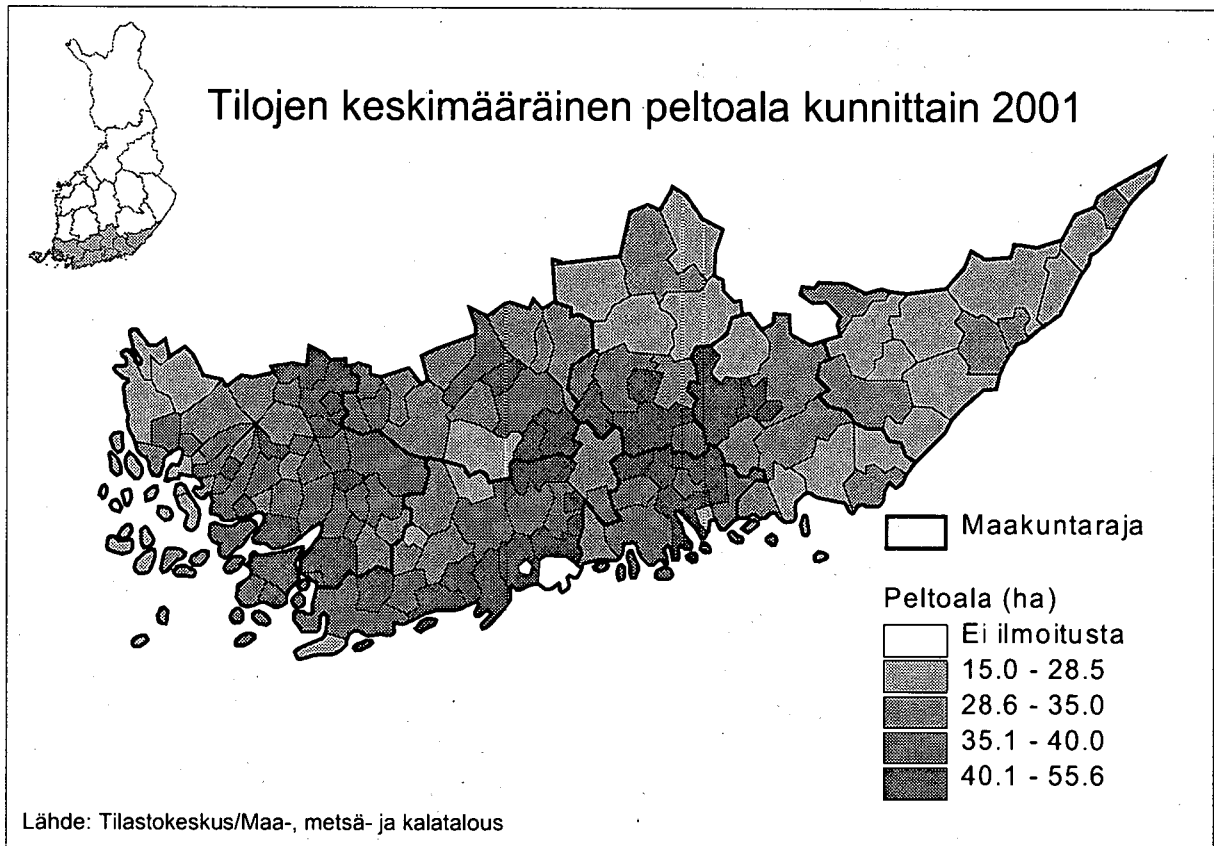 Tilojen keskimääräinen peltoala kunnittain 2001
Maakuntaraja
Peltoala (ha)
Ei ilmoitusta
15.0 - 28.5
28.6 - 35.0
35.1 - 40.0
40.1 - 55.6
Lähde: Tilastokeskus/Maa-, metsä- ja kalatalous